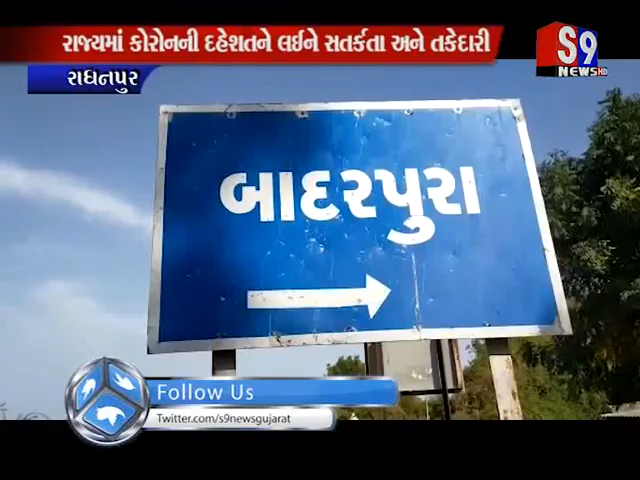 રાજ્યમાં કોરોનની દહેશતને લઈને સતર્કતા અને તકેદારી
S9
NEWS HD
રાધનપુર
બાદરપુરા
Follow Us
Twitter.com/s9newsgujarat